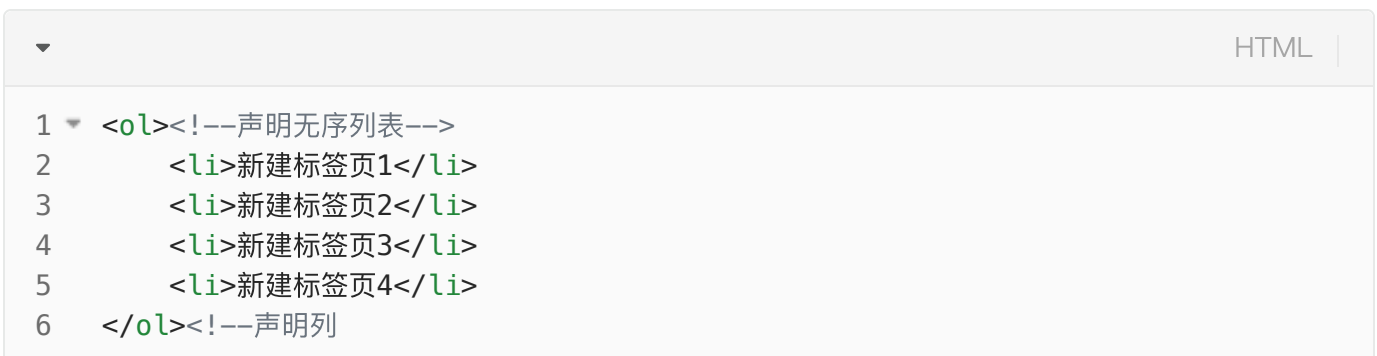 HTML
1 <ol><!--声明无序列表-->
2 <li>新建标签页1</li>
3 <li>新建标签页2</li>
4 <li>新建标签页3</li>
5 <li>新建标签页4</li>
6 </ol><!--声明列